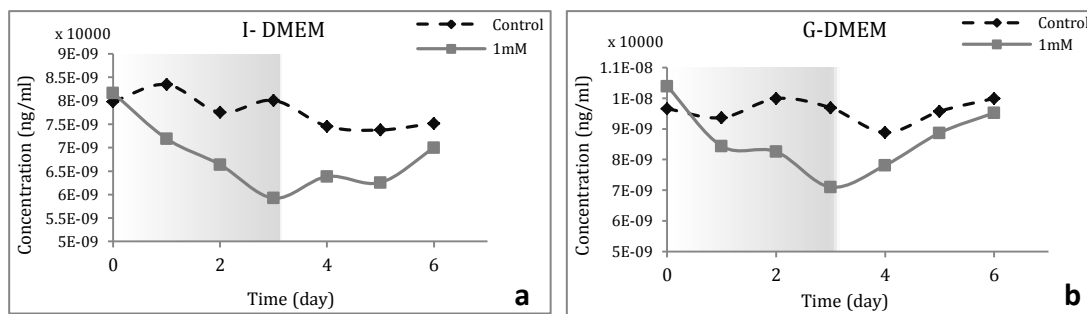 I- DMEM
x 10000
Control
1mM
9E-09
8.5E-09
8E-09
7.5E-09
7E-09
6.5E-09
6E-09
5.5E-09
5E-09
Concentration (ng/ml)
0 2 4 6
Time (day)
a
G-DMEM
x 10000
Control
1mM
1.1E-08
1E-08
9E-09
8E-09
7E-09
6E-09
5E-09
Concentration (ng/ml)
0 2 4 6
Time (day)
b